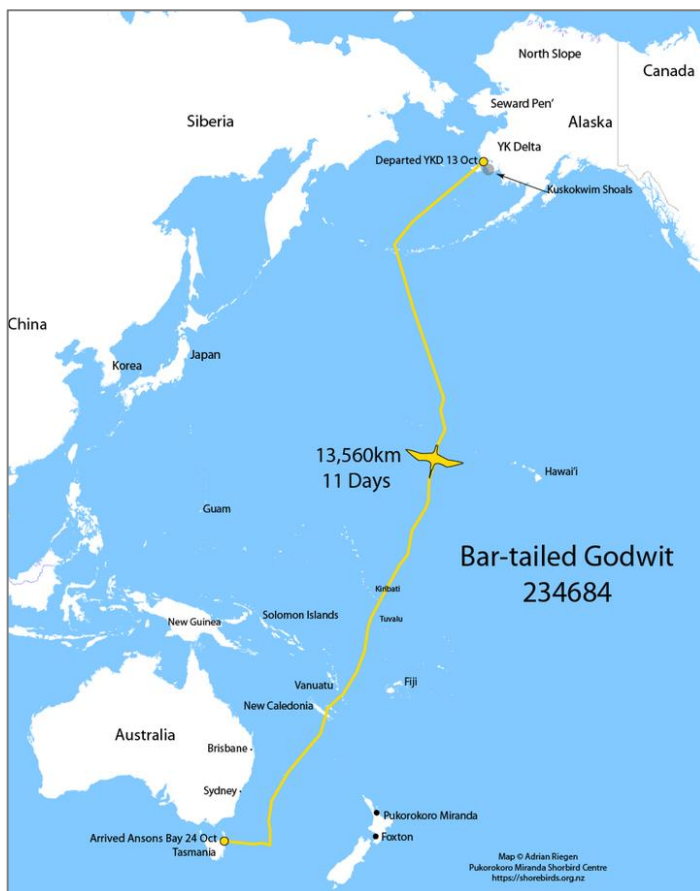 North Slope
Canada
Seward Pen'
Siberia
Alaska
YK Delta
Departed YKD 13 Oct
Kuskokwim Shoals
China
Japan
Korea
13,560km
11 Days
Hawai'i
Guam
Bar-tailed Godwit
234684
Kiribati
Solomon Islands
Tuvalu
New Guinea
Vanuatu
Fiji
New Caledonia
Australia
Brisbane
Sydney
Pukorokoro Miranda
Arrived Ansons Bay 24 Oct
Tasmania
Foxton
Map © Adrian Riegen
Pukorokoro Miranda Shorbird Centre
https://shorebirds.org.nz